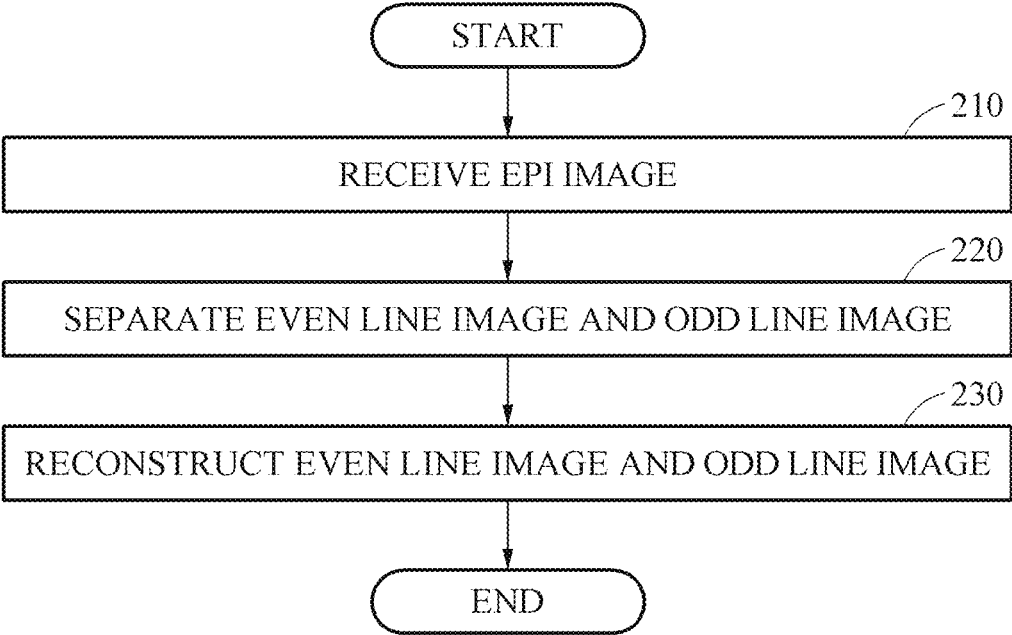 START
210
RECEIVE EPI IMAGE
220
SEPARATE EVEN LINE IMAGE AND ODD LINE IMAGE
230
RECONSTRUCT EVEN LINE IMAGE AND ODD LINE IMAGE
END